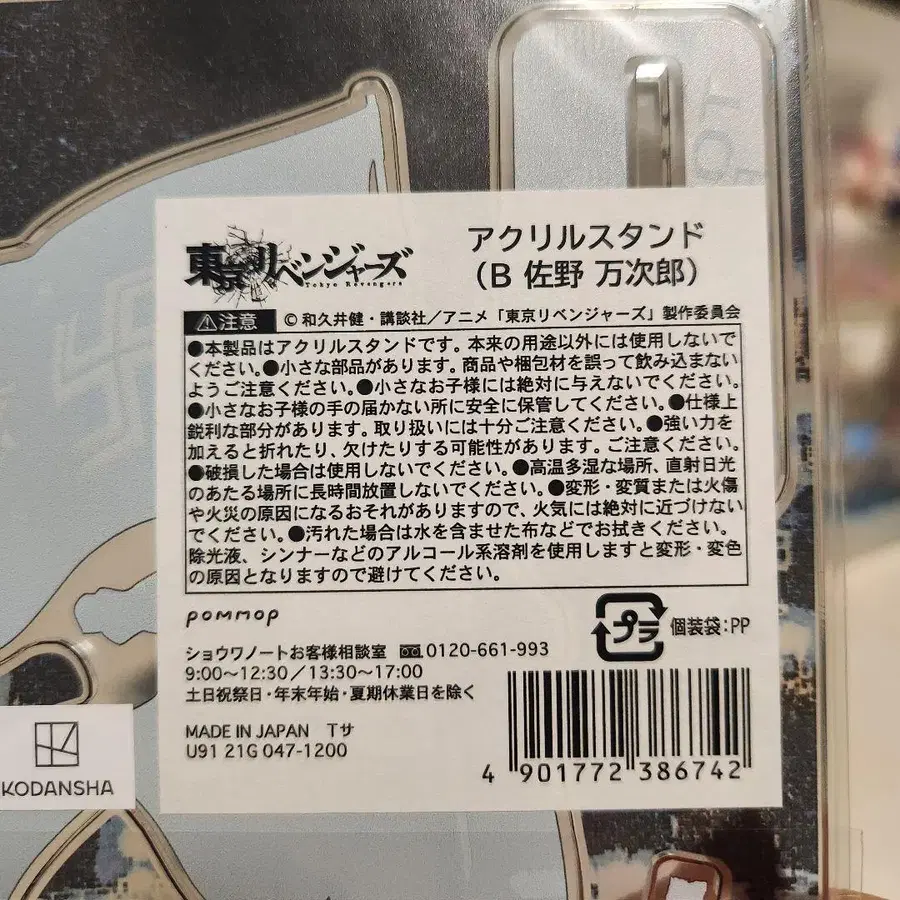 東京リベンジャーズ
Tokyo Revengers
アクリルスタンド
(B 佐野 万次郎)
⚠注意
© 和久井健・講談社/アニメ「東京リベンジャーズ」製作委員会
●本製品はアクリルスタンドです。本来の用途以外には使用しないで
ください。●小さな部品があります。商品や梱包材を誤って飲み込まない
ようご注意ください。●小さなお子様には絶対に与えないでください。
●小さなお子様の手の届かない所に安全に保管してください。●仕様上
鋭利な部分があります。取り扱いには十分ご注意ください。●強い力を
加えると折れたり、欠けたりする可能性があります。ご注意ください。
●破損した場合は使用しないでください。●高温多湿な場所、直射日光
のあたる場所に長時間放置しないでください。●変形・変質または火傷
や火災の原因になるおそれがありますので、火気には絶対に近づけない
でください。●汚れた場合は水を含ませた布などでお拭きください。
除光液、シンナーなどのアルコール系溶剤を使用しますと変形・変色
の原因となりますので避けてください。
pommop
プラ
個装袋:PP
ショウワノートお客様相談室 0120-661-993
9:00~12:30/13:30~17:00
土日祝祭日・年末年始・夏期休業日を除く
MADE IN JAPAN Tサ
U91 21G 047-1200
4 901772 386742
KODANSHA